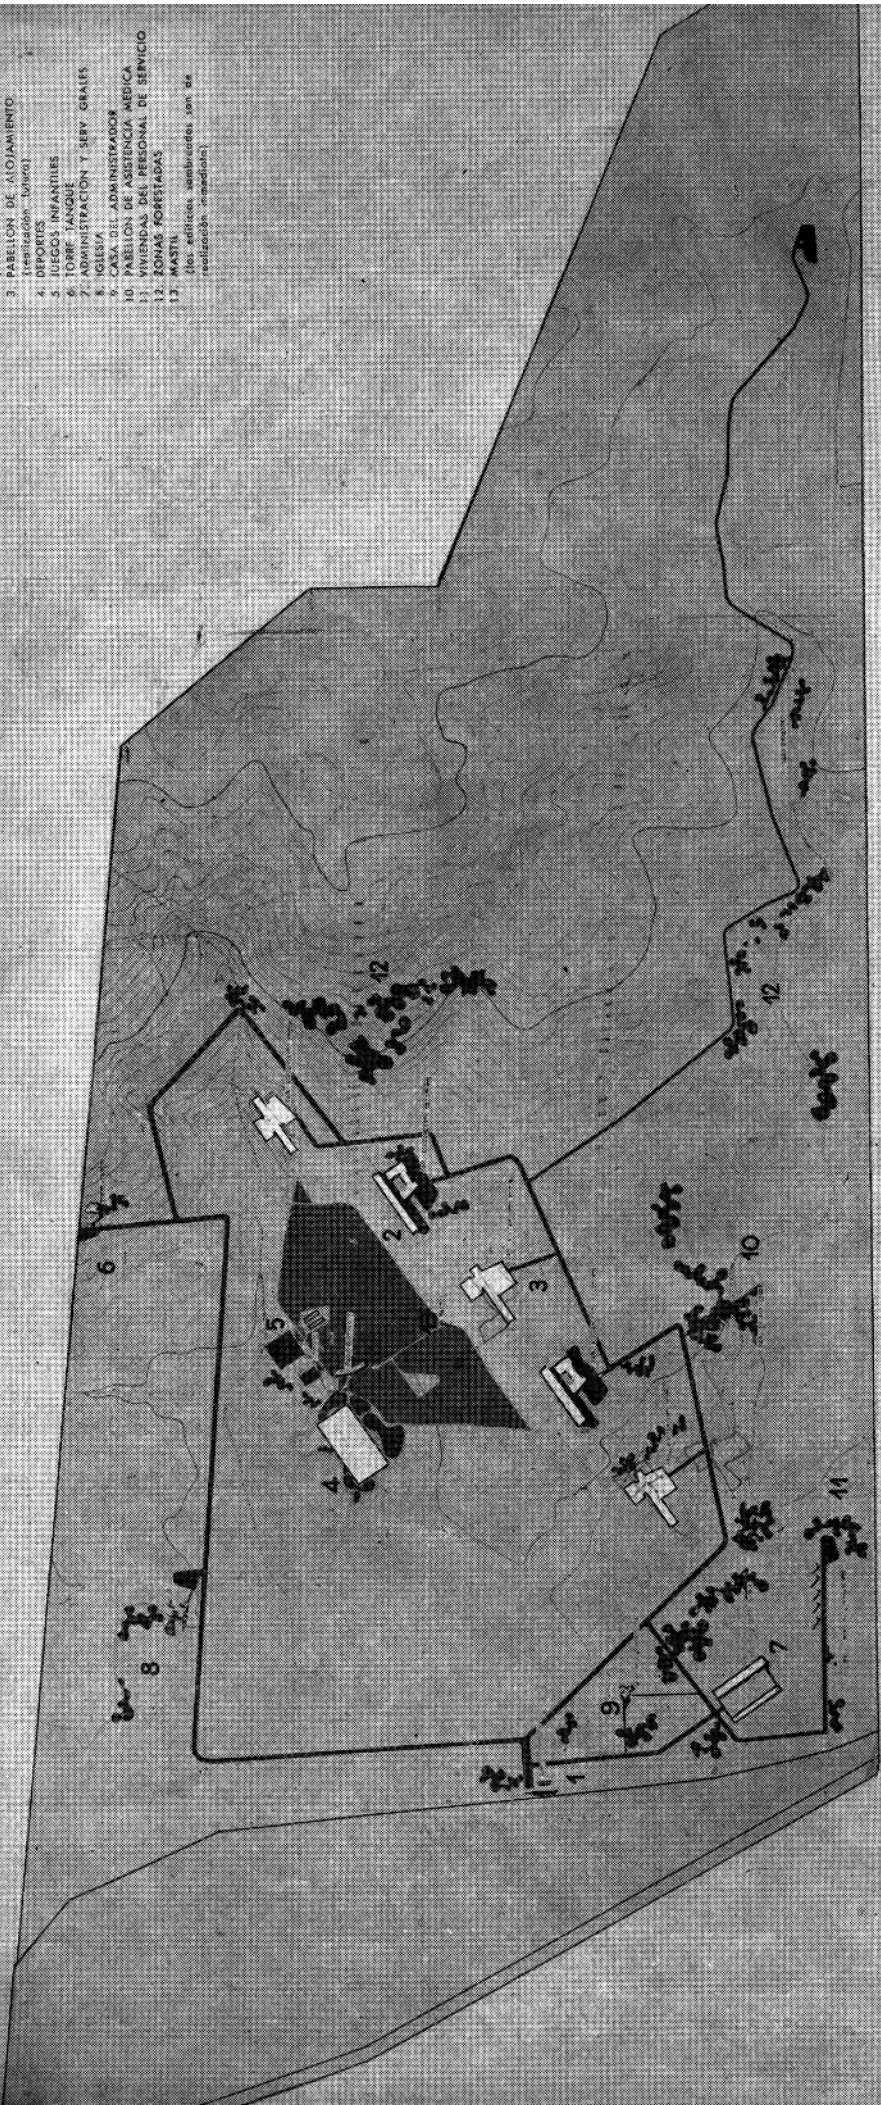 3. PABELLON DE ALOJAMIENTO
(realización futura)
4. DEPORTES
5. JUEGOS INFANTILES
6. TORRE TANQUE
7. ADMINISTRACION Y SERV. GRALES
8. IGLESIA
9. CASA DEL ADMINISTRADOR
10. PABELLON DE ASISTENCIA MEDICA
11. VIVIENDAS DEL PERSONAL DE SERVICIO
12. ZONAS FORESTADAS
13. MASTIL
(los edificios sombreados son de
realización inmediata)
6
12
12
5
2
3
10
4
8
11
9
7
1